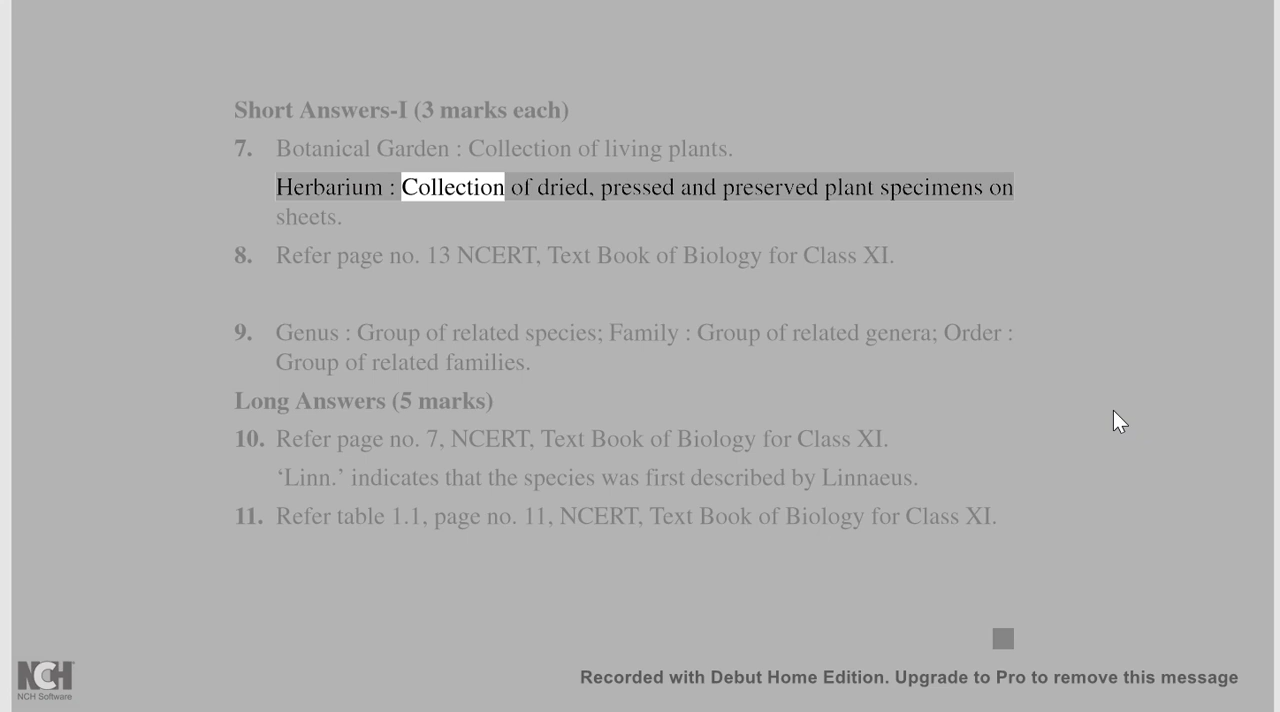 Short Answers-I (3 marks each)
7. Botanical Garden : Collection of living plants.
Herbarium : Collection of dried, pressed and preserved plant specimens on
sheets.
8. Refer page no. 13 NCERT, Text Book of Biology for Class XI.
9. Genus : Group of related species; Family : Group of related genera; Order :
Group of related families.
Long Answers (5 marks)
10. Refer page no. 7, NCERT, Text Book of Biology for Class XI.
‘Linn.’ indicates that the species was first described by Linnaeus.
11. Refer table 1.1, page no. 11, NCERT, Text Book of Biology for Class XI.
NCH
NCH Software
Recorded with Debut Home Edition. Upgrade to Pro to remove this message